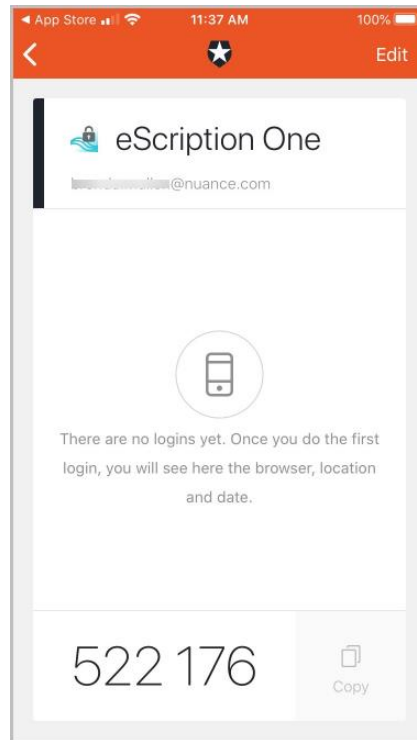 App Store 11:37 AM 100%
Edit
eScription One
@nuance.com
There are no logins yet. Once you do the first
login, you will see here the browser, location
and date.
522 176
Copy